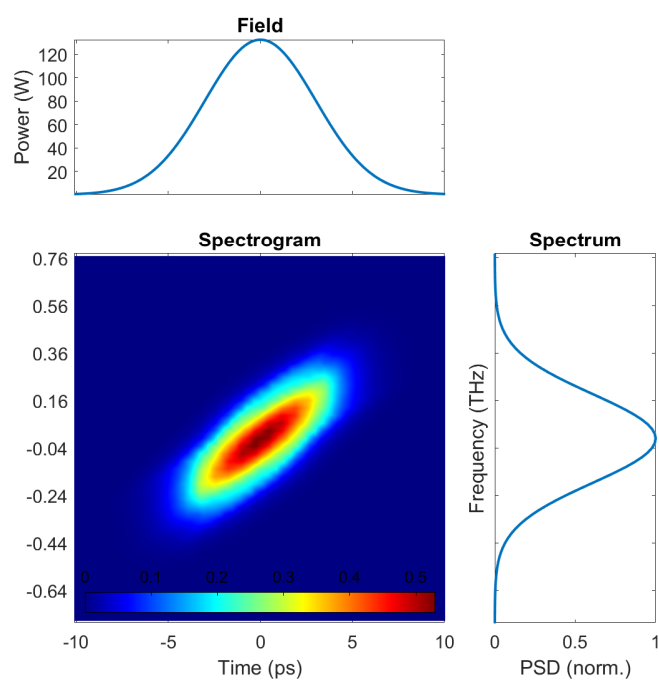 Field
Power (W)
120
100
80
60
40
20
Spectrogram
0.76
0.56
0.36
0.16
-0.04
-0.24
-0.44
-0.64
0 0.1 0.2 0.3 0.4 0.5
-10 -5 0 5 10
Time (ps)
Spectrum
Frequency (THz)
0 0.5 1
PSD (norm.)